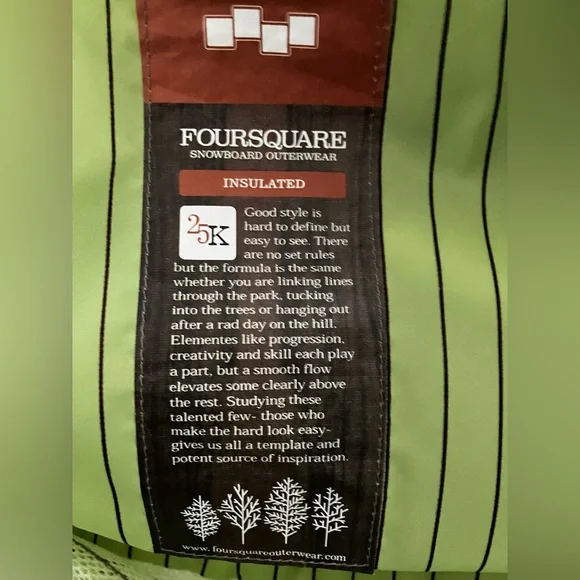 FOURSQUARE
SNOWBOARD OUTERWEAR
INSULATED
25K
Good style is
hard to define but
easy to see. There
are no set rules
but the formula is the same
whether you are linking lines
through the park, tucking
into the trees or hanging out
after a rad day on the hill.
Elementes like progression,
creativity and skill each play
a part, but a smooth flow
elevates some clearly above
the rest. Studying these
talented few- those who
make the hard look easy-
gives us all a template and
potent source of inspiration.
www.foursquareouterwear.com